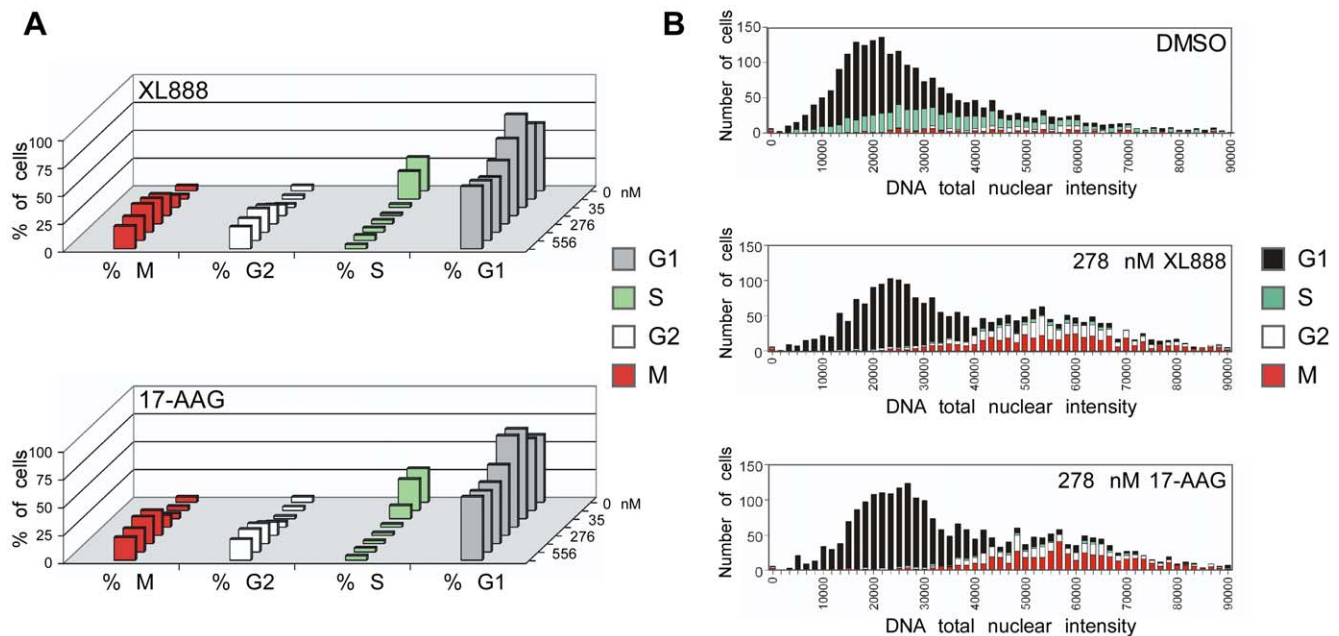 A
XL888
% of cells
100
75
50
25
0
0 nM
35
276
556
% M % G2 % S % G1
G1
S
G2
M
17-AAG
% of cells
100
75
50
25
0
0 nM
35
276
556
% M % G2 % S % G1
B
DMSO
Number of cells
150
100
50
0
0 10000 20000 30000 40000 50000 60000 70000 80000 90000
DNA total nuclear intensity
278 nM XL888
Number of cells
150
100
50
0
0 10000 20000 30000 40000 50000 60000 70000 80000 90000
DNA total nuclear intensity
G1
S
G2
M
278 nM 17-AAG
Number of cells
150
100
50
0
0 10000 20000 30000 40000 50000 60000 70000 80000 90000
DNA total nuclear intensity